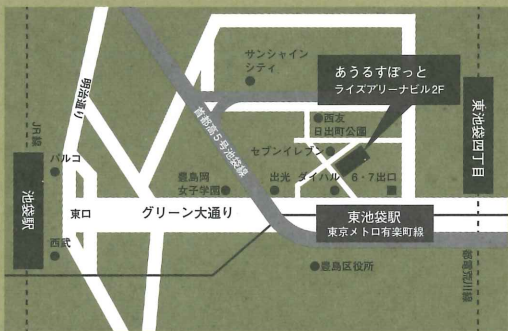 サンシャイン
シティ
あうるすぽっと
ライズアリーナビル2F
明治通り
首都高5号池袋線
西友
日出町公園
東池袋四丁目
JR線
パルコ
セブンイレブン
豊島岡
女子学園
出光
ダイハル
6・7出口
池袋駅
東口
グリーン大通り
東池袋駅
東京メトロ有楽町線
西武
豊島区役所
都電荒川線